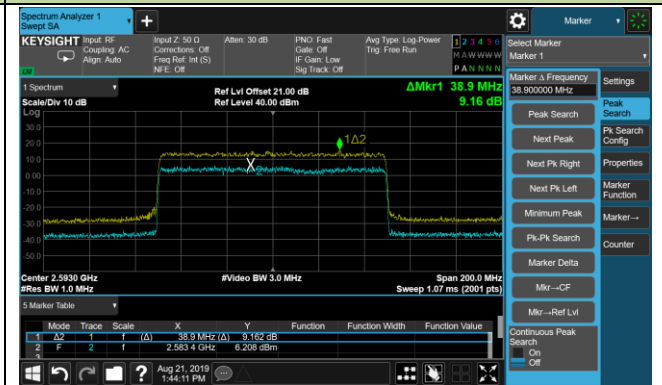 Spectrum Analyzer 1
Swept SA
Marker
KEYSIGHT
Input: RF
Coupling: AC
Align: Auto
Input Z: 50 Ω
Corrections: Off
Freq Ref: Int (S)
NFE: Off
Atten: 30 dB
PNO: Fast
Gate: Off
IF Gain: Low
Sig Track: Off
Avg Type: Log-Power
Trig: Free Run
1 2 3 4 5 6
M A W W W W
P A N N N N
Select Marker
Marker 1
1 Spectrum
Scale/Div 10 dB
Log
Ref Lvl Offset 21.00 dB
Ref Level 40.00 dBm
ΔMkr1 38.9 MHz
9.16 dB
1Δ2
X2
30.0
20.0
10.0
0.00
-10.0
-20.0
-30.0
-40.0
-50.0
Center 2.5930 GHz
#Res BW 1.0 MHz
#Video BW 3.0 MHz
Span 200.0 MHz
Sweep 1.07 ms (2001 pts)
5 Marker Table
Mode Trace Scale X Y Function Function Width Function Value
1 Δ2 1 f (Δ) 38.9 MHz (Δ) 9.162 dB
2 F 2 f 2.583 4 GHz 6.208 dBm
3
Marker Δ Frequency
38.900000 MHz
Peak Search
Next Peak
Next Pk Right
Next Pk Left
Minimum Peak
Pk-Pk Search
Marker Delta
Mkr→CF
Mkr→Ref Lvl
Continuous Peak
Search
On
Off
Settings
Peak
Search
Pk Search
Config
Properties
Marker
Function
Marker→
Counter
Aug 21, 2019
1:44:11 PM